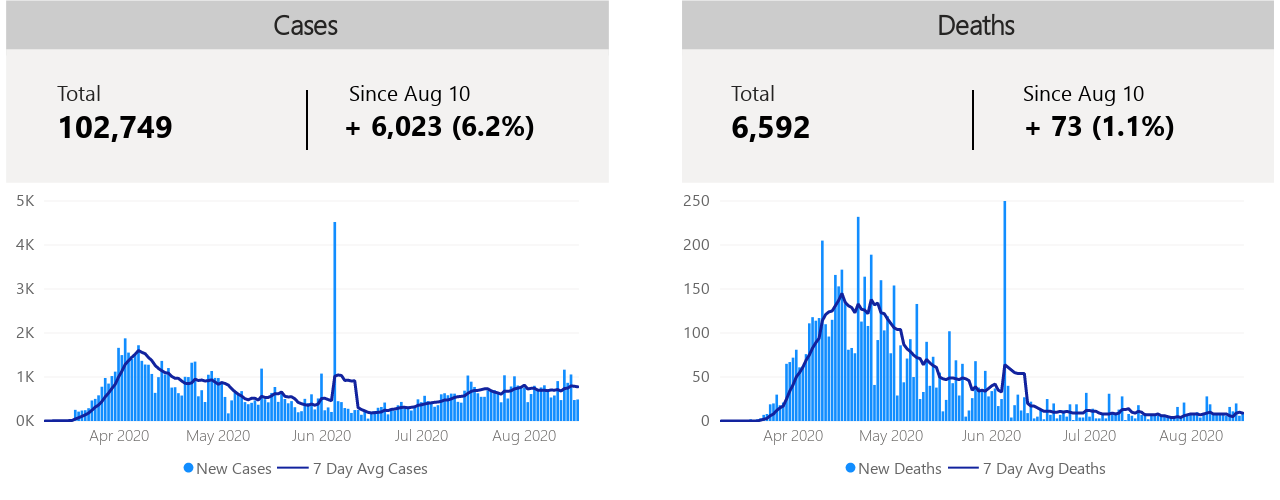 Cases
Total
102,749
Since Aug 10
+ 6,023 (6.2%)
5K
4K
3K
2K
1K
0K
Apr 2020 May 2020 Jun 2020 Jul 2020 Aug 2020
New Cases 7 Day Avg Cases
Deaths
Total
6,592
Since Aug 10
+ 73 (1.1%)
250
200
150
100
50
0
Apr 2020 May 2020 Jun 2020 Jul 2020 Aug 2020
New Deaths 7 Day Avg Deaths